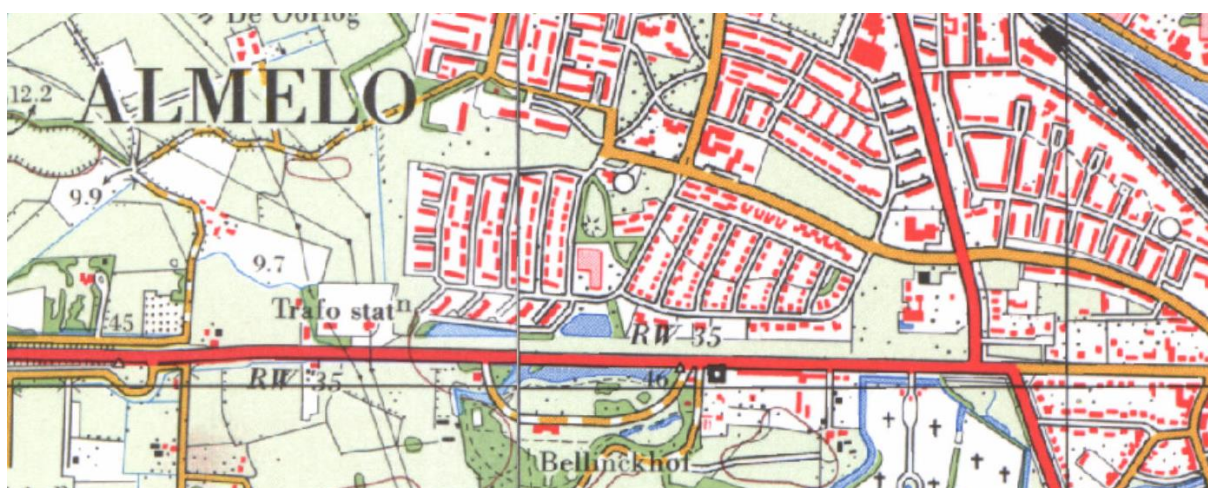 De Oorlog
ALMELO
12.2
9.9
9.7
Trafo statn
45
RW 35
RW 35
46
Bellinckhof